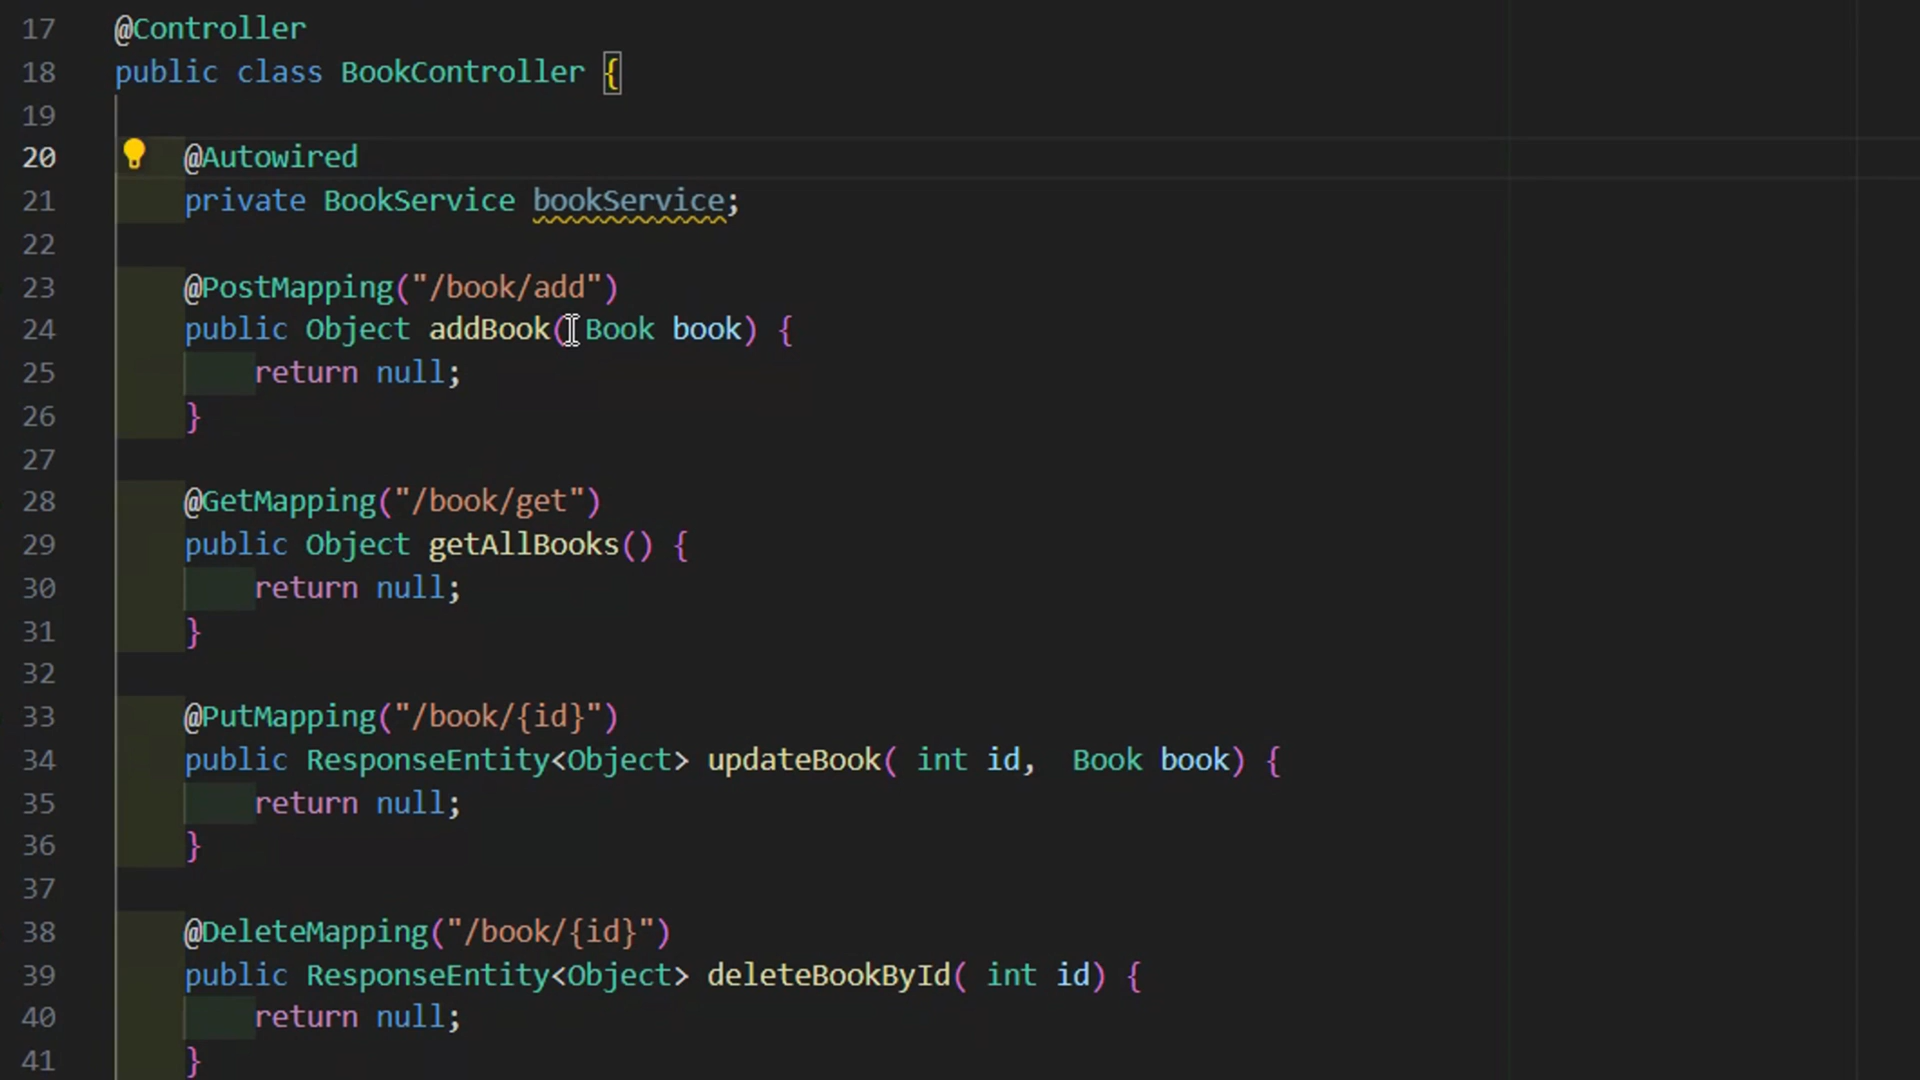 17 @Controller
18 public class BookController {
19
20 @Autowired
21 private BookService bookService;
22
23 @PostMapping("/book/add")
24 public Object addBook( Book book) {
25 return null;
26 }
27
28 @GetMapping("/book/get")
29 public Object getAllBooks() {
30 return null;
31 }
32
33 @PutMapping("/book/{id}")
34 public ResponseEntity<Object> updateBook( int id,  Book book) {
35 return null;
36 }
37
38 @DeleteMapping("/book/{id}")
39 public ResponseEntity<Object> deleteBookById( int id) {
40 return null;
41 }